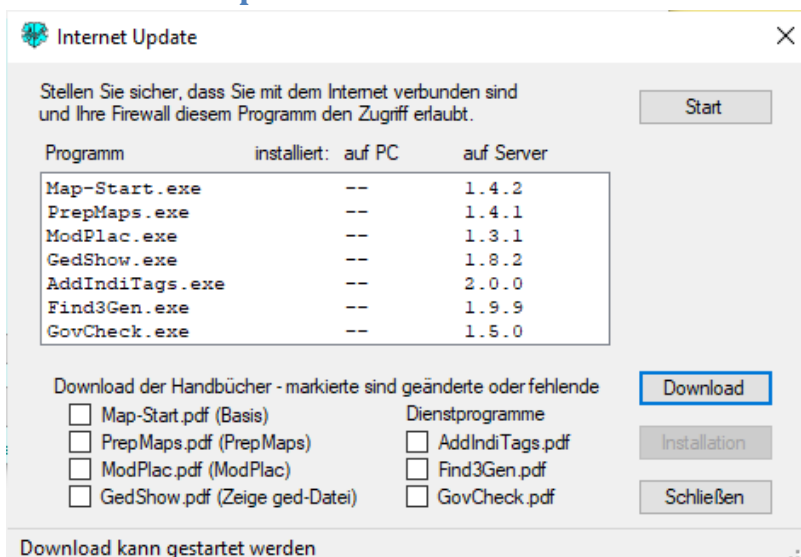 Internet Update
Stellen Sie sicher, dass Sie mit dem Internet verbunden sind
und Ihre Firewall diesem Programm den Zugriff erlaubt.
Start
Programm installiert: auf PC auf Server
Map-Start.exe -- 1.4.2
PrepMaps.exe -- 1.4.1
ModPlac.exe -- 1.3.1
GedShow.exe -- 1.8.2
AddIndiTags.exe -- 2.0.0
Find3Gen.exe -- 1.9.9
GovCheck.exe -- 1.5.0
Download der Handbücher - markierte sind geänderte oder fehlende
Download
Map-Start.pdf (Basis) Dienstprogramme
PrepMaps.pdf (PrepMaps) AddIndiTags.pdf
Installation
ModPlac.pdf (ModPlac) Find3Gen.pdf
GedShow.pdf (Zeige ged-Datei) GovCheck.pdf
Schließen
Download kann gestartet werden